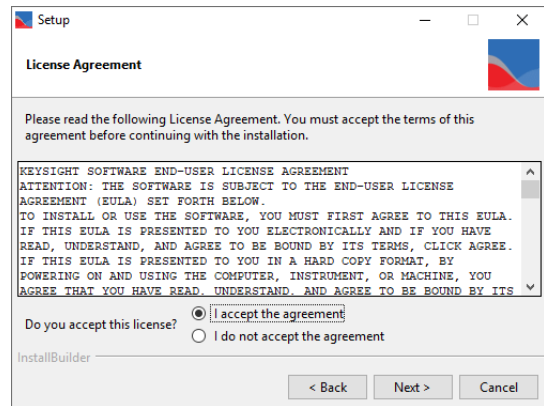 Setup
License Agreement
Please read the following License Agreement. You must accept the terms of this
agreement before continuing with the installation.
KEYSIGHT SOFTWARE END-USER LICENSE AGREEMENT
ATTENTION: THE SOFTWARE IS SUBJECT TO THE END-USER LICENSE
AGREEMENT (EULA) SET FORTH BELOW.
TO INSTALL OR USE THE SOFTWARE, YOU MUST FIRST AGREE TO THIS EULA.
IF THIS EULA IS PRESENTED TO YOU ELECTRONICALLY AND IF YOU HAVE
READ, UNDERSTAND, AND AGREE TO BE BOUND BY ITS TERMS, CLICK AGREE.
IF THIS EULA IS PRESENTED TO YOU IN A HARD COPY FORMAT, BY
POWERING ON AND USING THE COMPUTER, INSTRUMENT, OR MACHINE, YOU
AGREE THAT YOU HAVE READ, UNDERSTAND, AND AGREE TO BE BOUND BY ITS
Do you accept this license?
I accept the agreement
I do not accept the agreement
InstallBuilder
< Back
Next >
Cancel